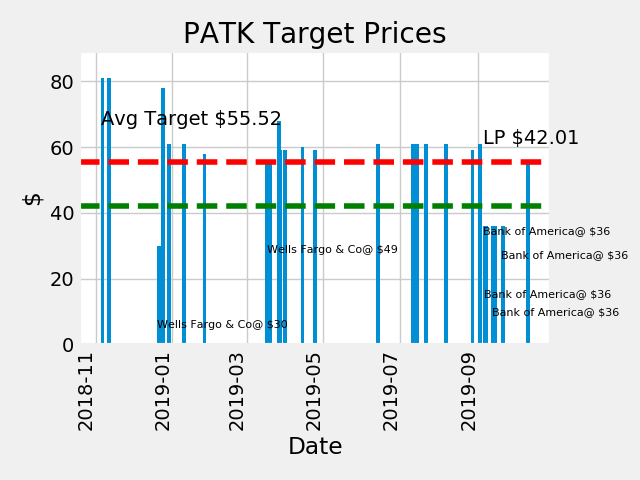 PATK Target Prices
Avg Target $55.52
LP $42.01
Bank of America@ $36
Wells Fargo & Co@ $49
Bank of America@ $36
Bank of America@ $36
Bank of America@ $36
Wells Fargo & Co@ $30
80
60
40
20
0
$
2018-11
2019-01
2019-03
2019-05
2019-07
2019-09
Date